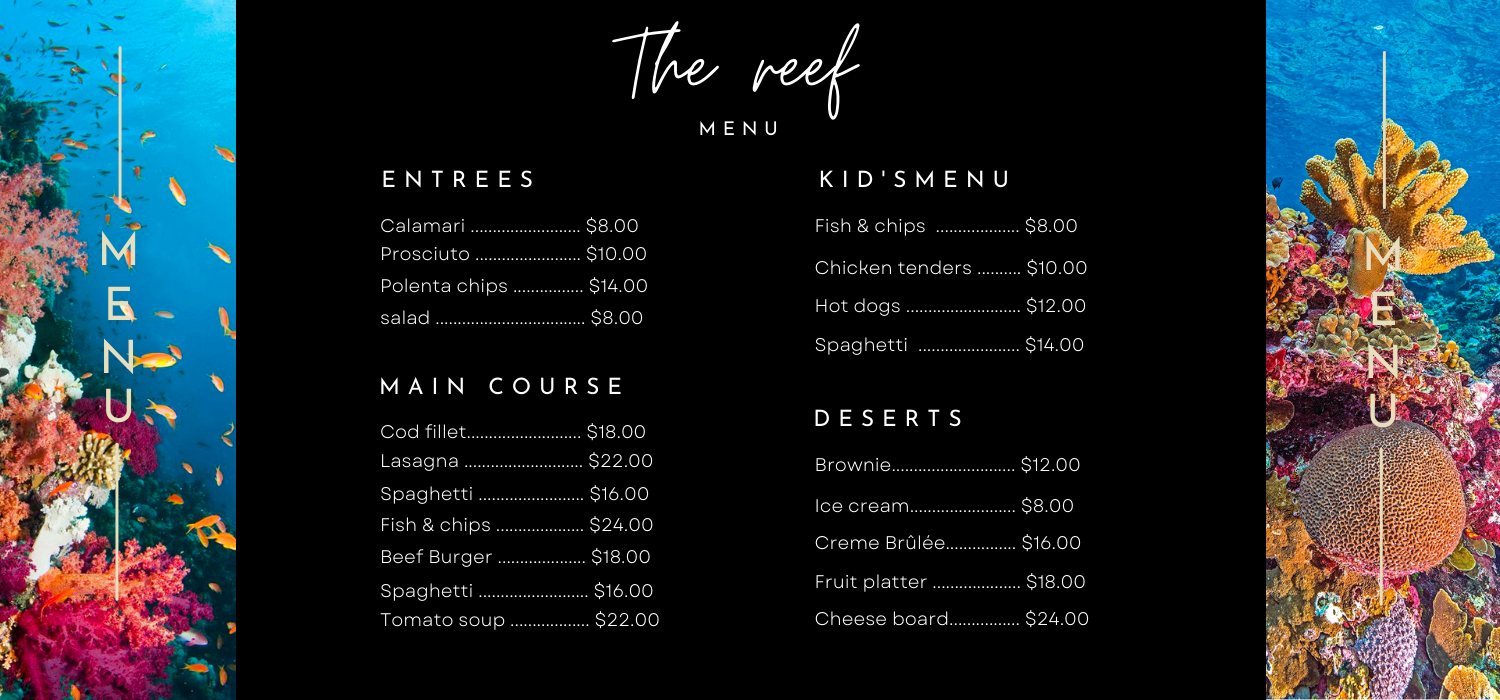 The reef
MENU
MENU
ENTREES
Calamari ......................... $8.00
Prosciuto ........................ $10.00
Polenta chips ................ $14.00
salad .................................. $8.00
MAIN COURSE
Cod fillet.......................... $18.00
Lasagna ........................... $22.00
Spaghetti ........................ $16.00
Fish & chips .................... $24.00
Beef Burger .................... $18.00
Spaghetti ......................... $16.00
Tomato soup .................. $22.00
KID'SMENU
Fish & chips ................... $8.00
Chicken tenders .......... $10.00
Hot dogs .......................... $12.00
Spaghetti ....................... $14.00
DESERTS
Brownie............................ $12.00
Ice cream........................ $8.00
Creme Brûlée................ $16.00
Fruit platter .................... $18.00
Cheese board................ $24.00
MENU